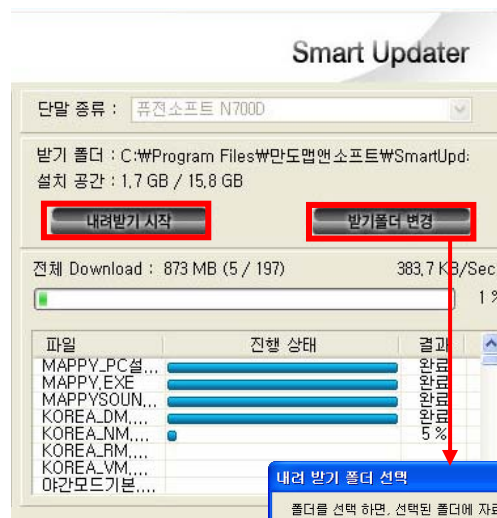 Smart Updater
단말 종류 : 퓨전소프트 N700D
받기 폴더 : C:₩Program Files₩만도맵앤소프트₩SmartUpd
설치 공간 : 1,7 GB / 15,8 GB
내려받기 시작 받기폴더 변경
전체 Download : 873 MB (5 / 197) 383,7 KB/Sec
1 %
파일 진행 상태 결과
MAPPY_PC설... 완료
MAPPY,EXE 완료
MAPPYSOUN... 완료
KOREA_DM,... 완료
KOREA_NM,... 5 %
KOREA_RM,...
KOREA_VM,...
야간모드기본,...
내려 받기 폴더 선택
폴더를 선택 하면, 선택된 폴더에 자료